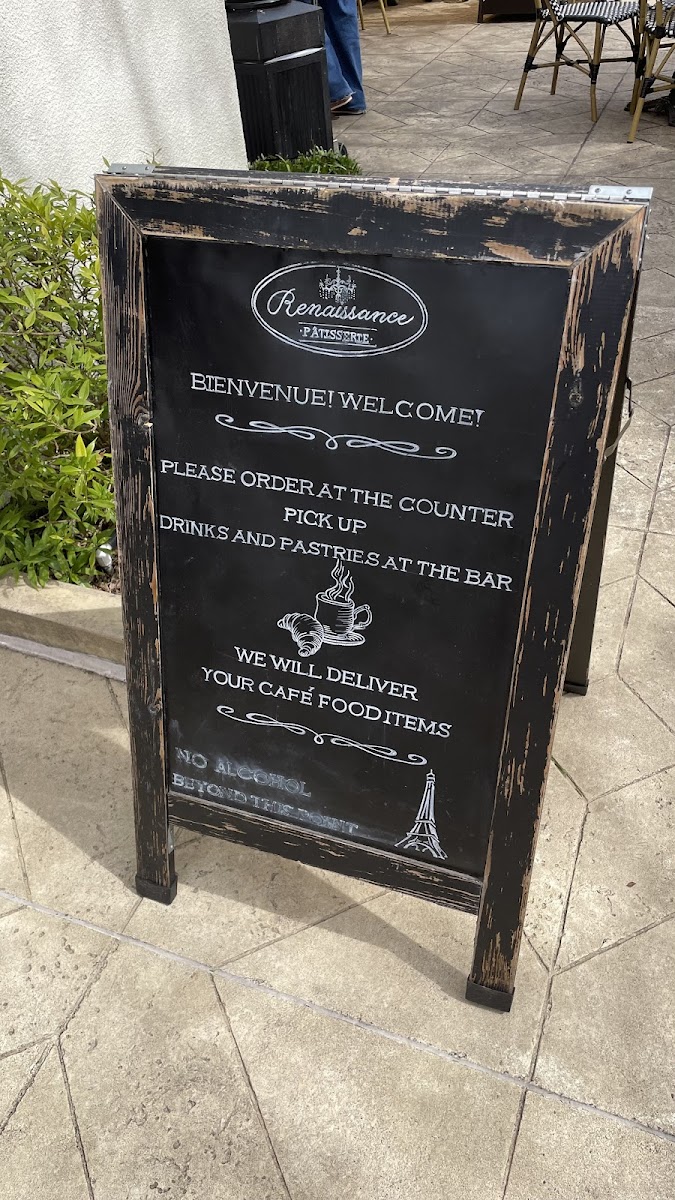 Renaissance
·PÂTISSERIE·
BIENVENUE! WELCOME!
PLEASE ORDER AT THE COUNTER
PICK UP
DRINKS AND PASTRIES AT THE BAR
WE WILL DELIVER
YOUR CAFÉ FOOD ITEMS
NO ALCOHOL
BEYOND THIS POINT